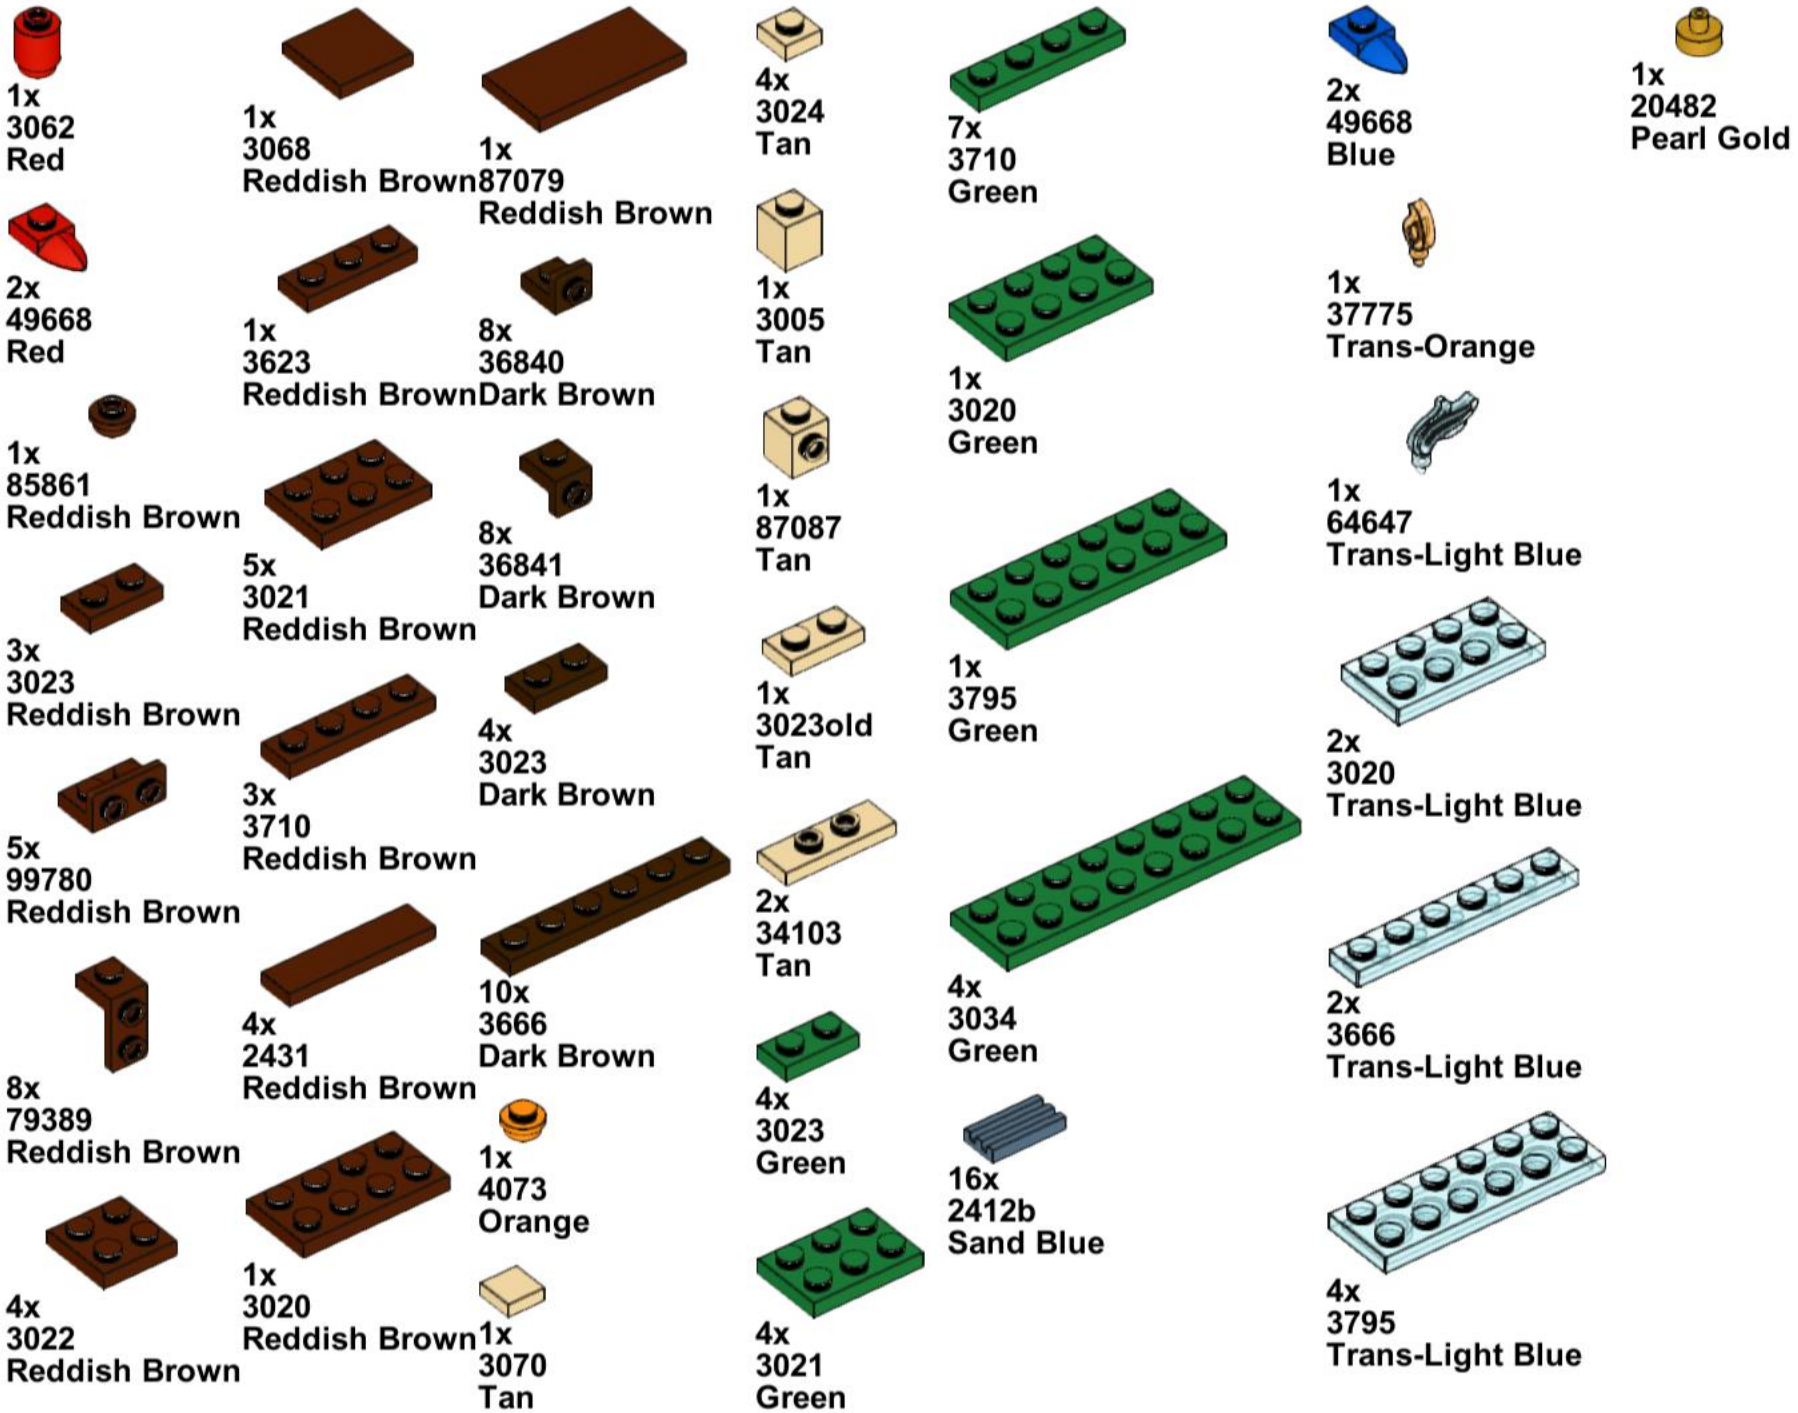 1x
3062
Red
2x
49668
Red
1x
85861
Reddish Brown
3x
3023
Reddish Brown
5x
99780
Reddish Brown
8x
79389
Reddish Brown
4x
3022
Reddish Brown
1x
3068
Reddish Brown
1x
3623
Reddish Brown
5x
3021
Reddish Brown
3x
3710
Reddish Brown
4x
2431
Reddish Brown
1x
3020
Reddish Brown
1x
87079
Reddish Brown
8x
36840
Dark Brown
8x
36841
Dark Brown
4x
3023
Dark Brown
10x
3666
Dark Brown
1x
4073
Orange
1x
3070
Tan
4x
3024
Tan
1x
3005
Tan
1x
87087
Tan
1x
3023old
Tan
2x
34103
Tan
4x
3023
Green
4x
3021
Green
7x
3710
Green
1x
3020
Green
1x
3795
Green
4x
3034
Green
16x
2412b
Sand Blue
2x
49668
Blue
1x
37775
Trans-Orange
1x
64647
Trans-Light Blue
2x
3020
Trans-Light Blue
2x
3666
Trans-Light Blue
4x
3795
Trans-Light Blue
1x
20482
Pearl Gold